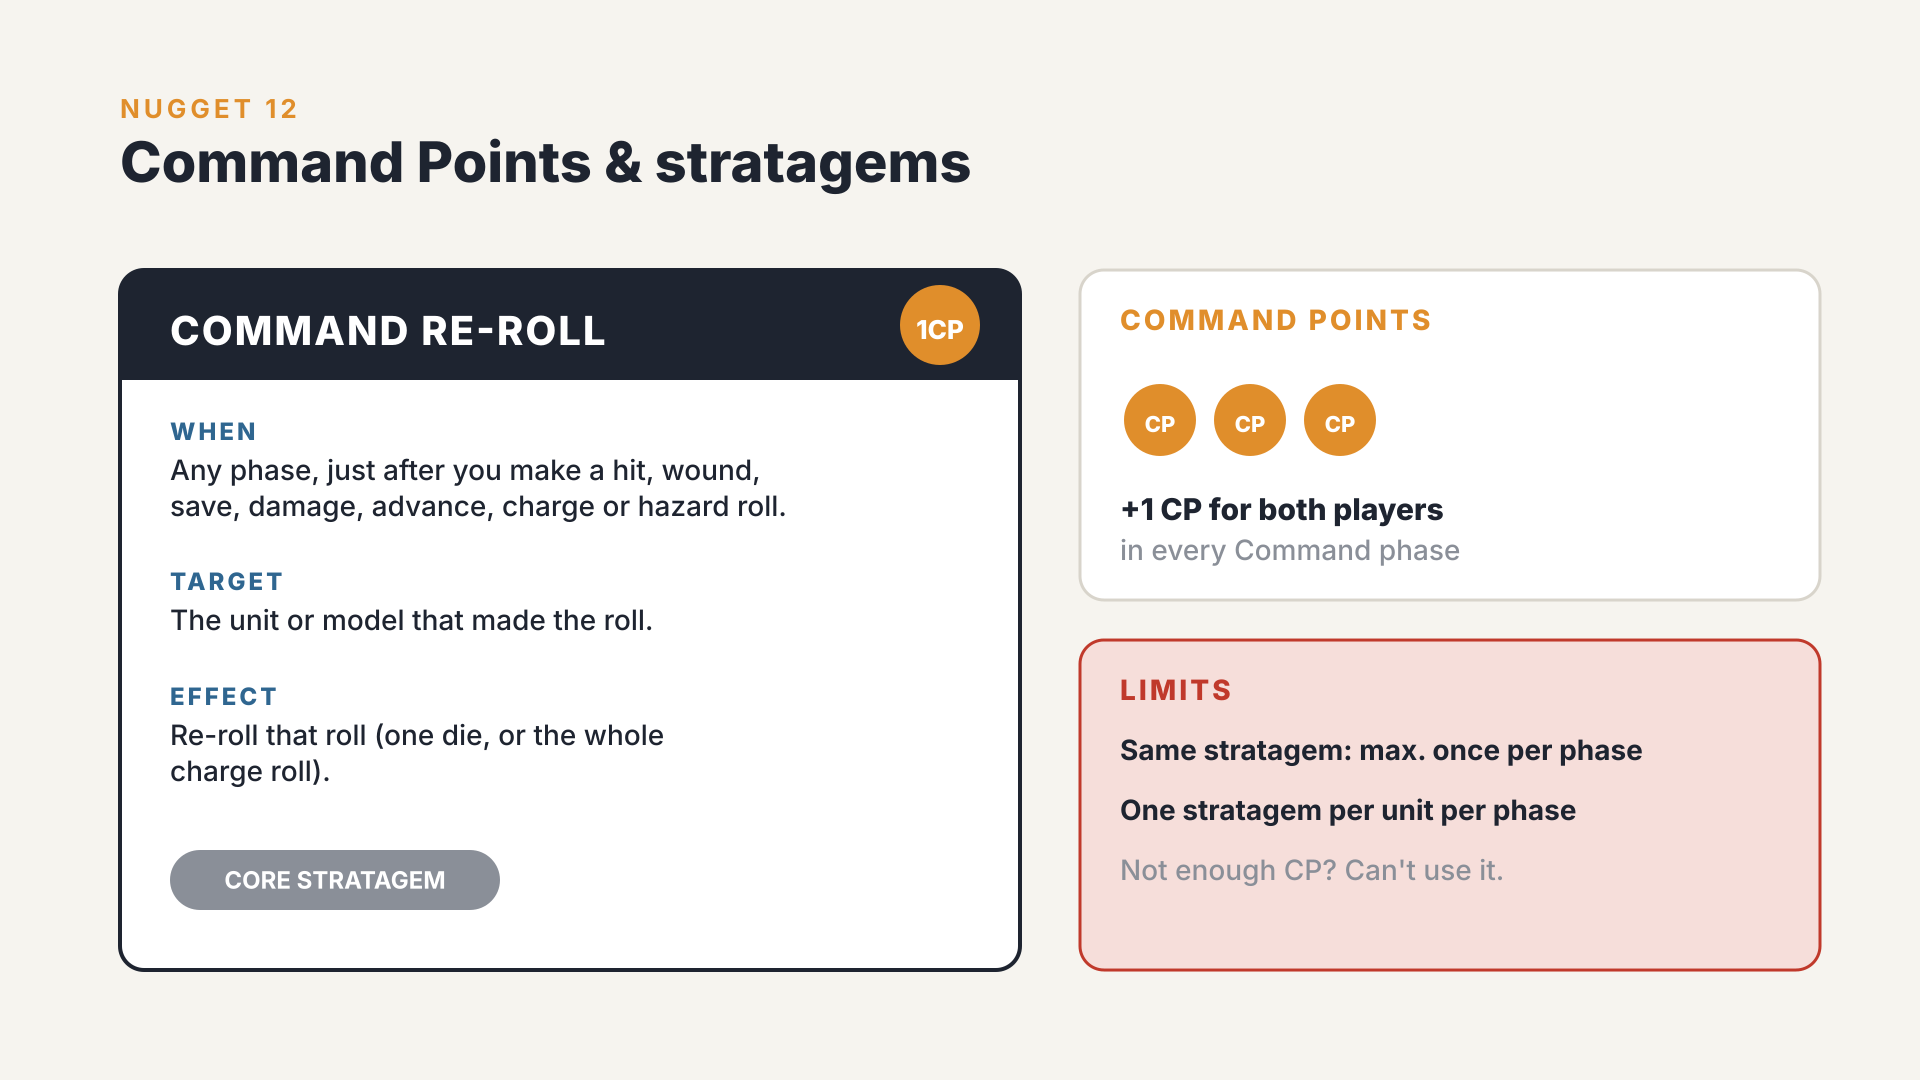 NUGGET 12
Command Points & stratagems
COMMAND RE-ROLL
1CP
WHEN
Any phase, just after you make a hit, wound,
save, damage, advance, charge or hazard roll.
TARGET
The unit or model that made the roll.
EFFECT
Re-roll that roll (one die, or the whole
charge roll).
CORE STRATAGEM
COMMAND POINTS
CP CP CP
+1 CP for both players
in every Command phase
LIMITS
Same stratagem: max. once per phase
One stratagem per unit per phase
Not enough CP? Can't use it.